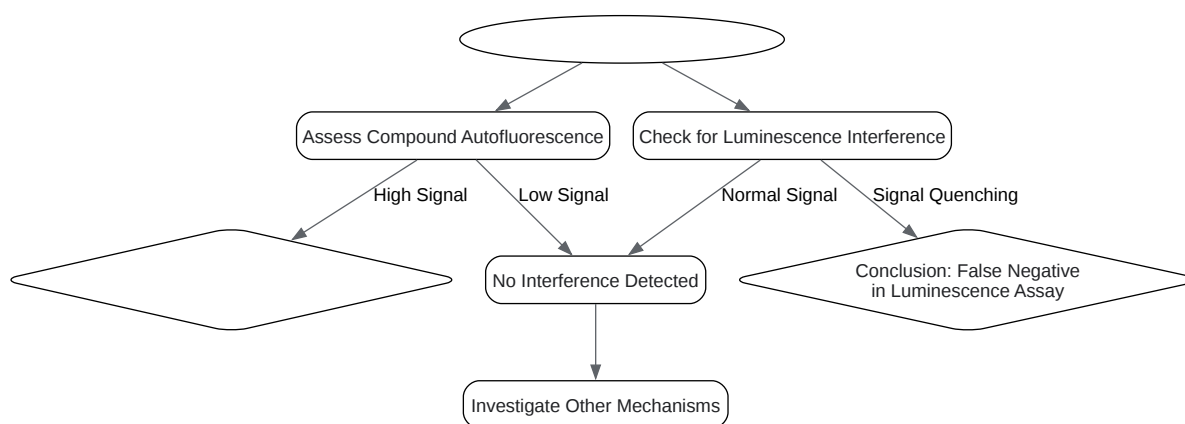 Assess Compound Autofluorescence
Check for Luminescence Interference
High Signal
Low Signal
Normal Signal
Signal Quenching
No Interference Detected
Conclusion: False Negative
in Luminescence Assay
Investigate Other Mechanisms